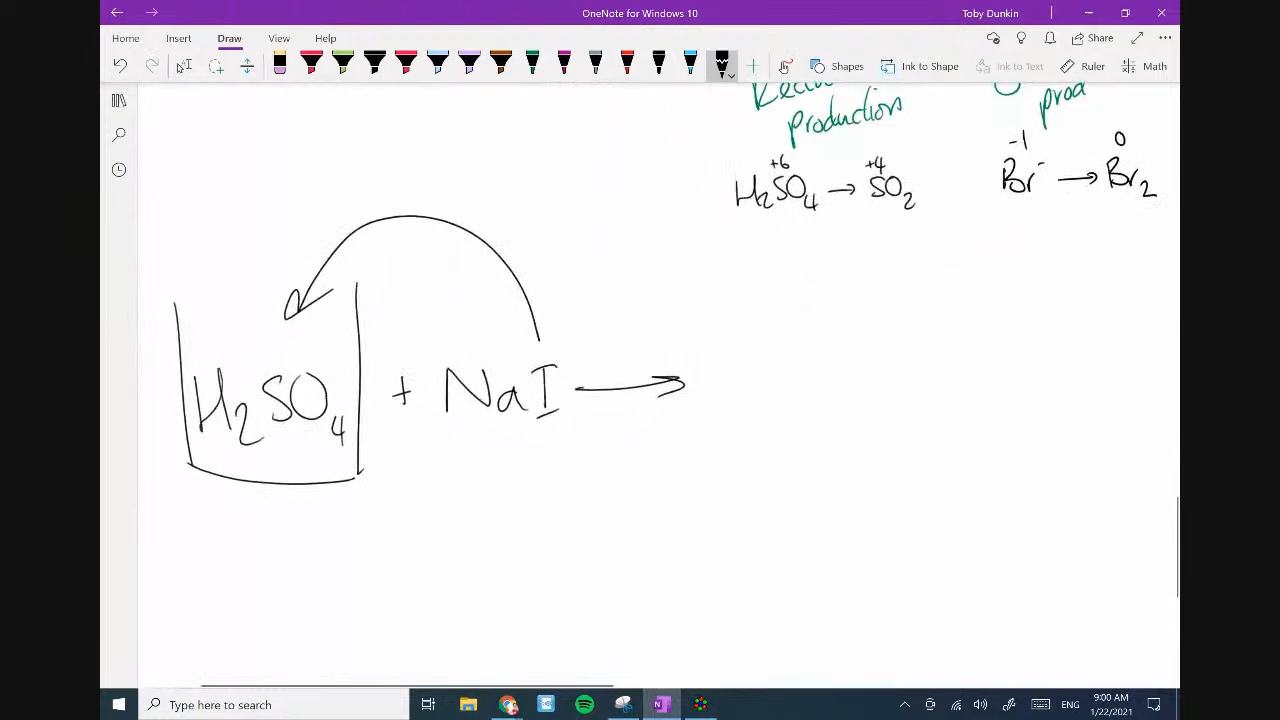 OneNote for Windows 10
Toby Dunkin
Home Insert Draw View Help
Share
Shapes
Ink to Shape
Ink to Text
Ruler
Math
production
prod
+6 +4
H2SO4 → SO2
-1 0
Br⁻ → Br2
H2SO4 + NaI →
Type here to search
ENG
9:00 AM
1/22/2021